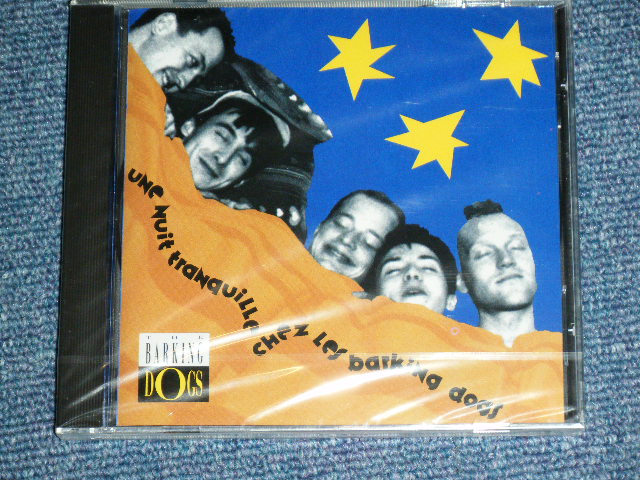 une nuit tranquille chez les barking dogs
THE
BARKING
DOGS